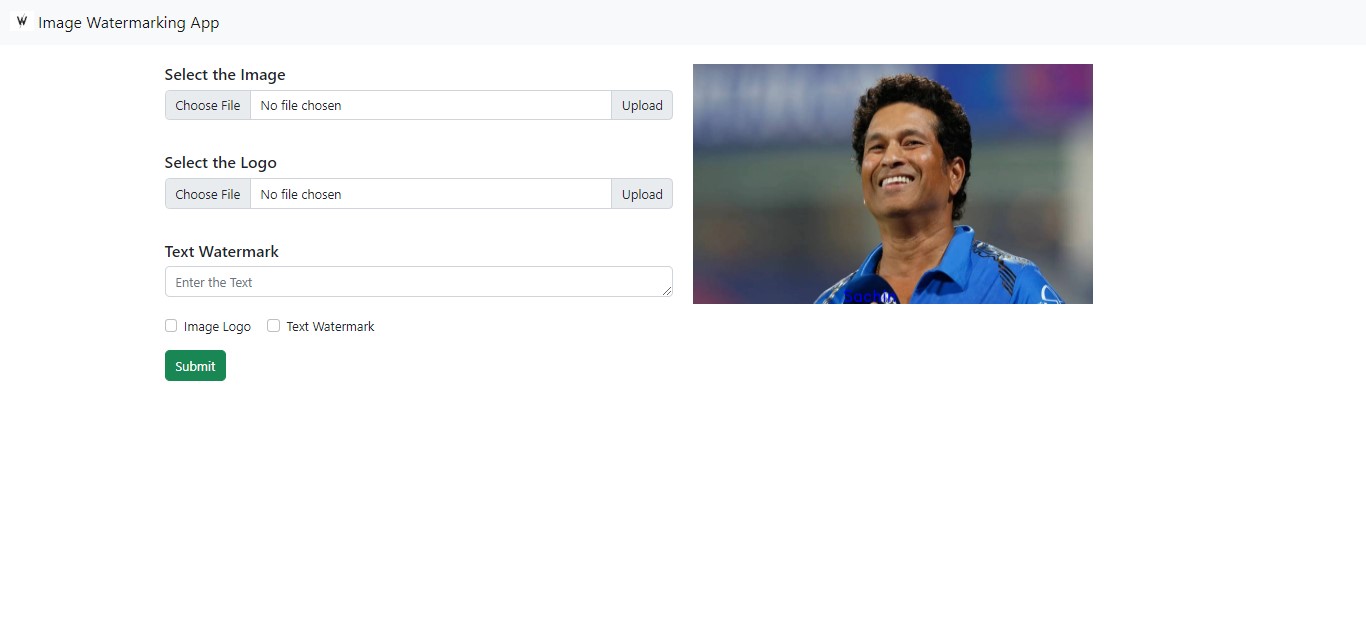 W Image Watermarking App
Select the Image
Choose File No file chosen Upload
Select the Logo
Choose File No file chosen Upload
Text Watermark
Enter the Text
Image Logo Text Watermark
Submit
Sachin